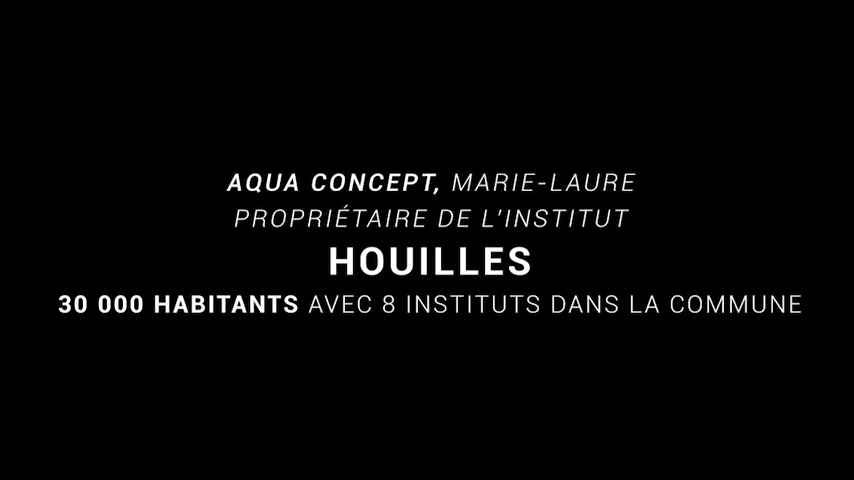 AQUA CONCEPT, MARIE-LAURE
PROPRIÉTAIRE DE L'INSTITUT
HOUILLES
30 000 HABITANTS AVEC 8 INSTITUTS DANS LA COMMUNE